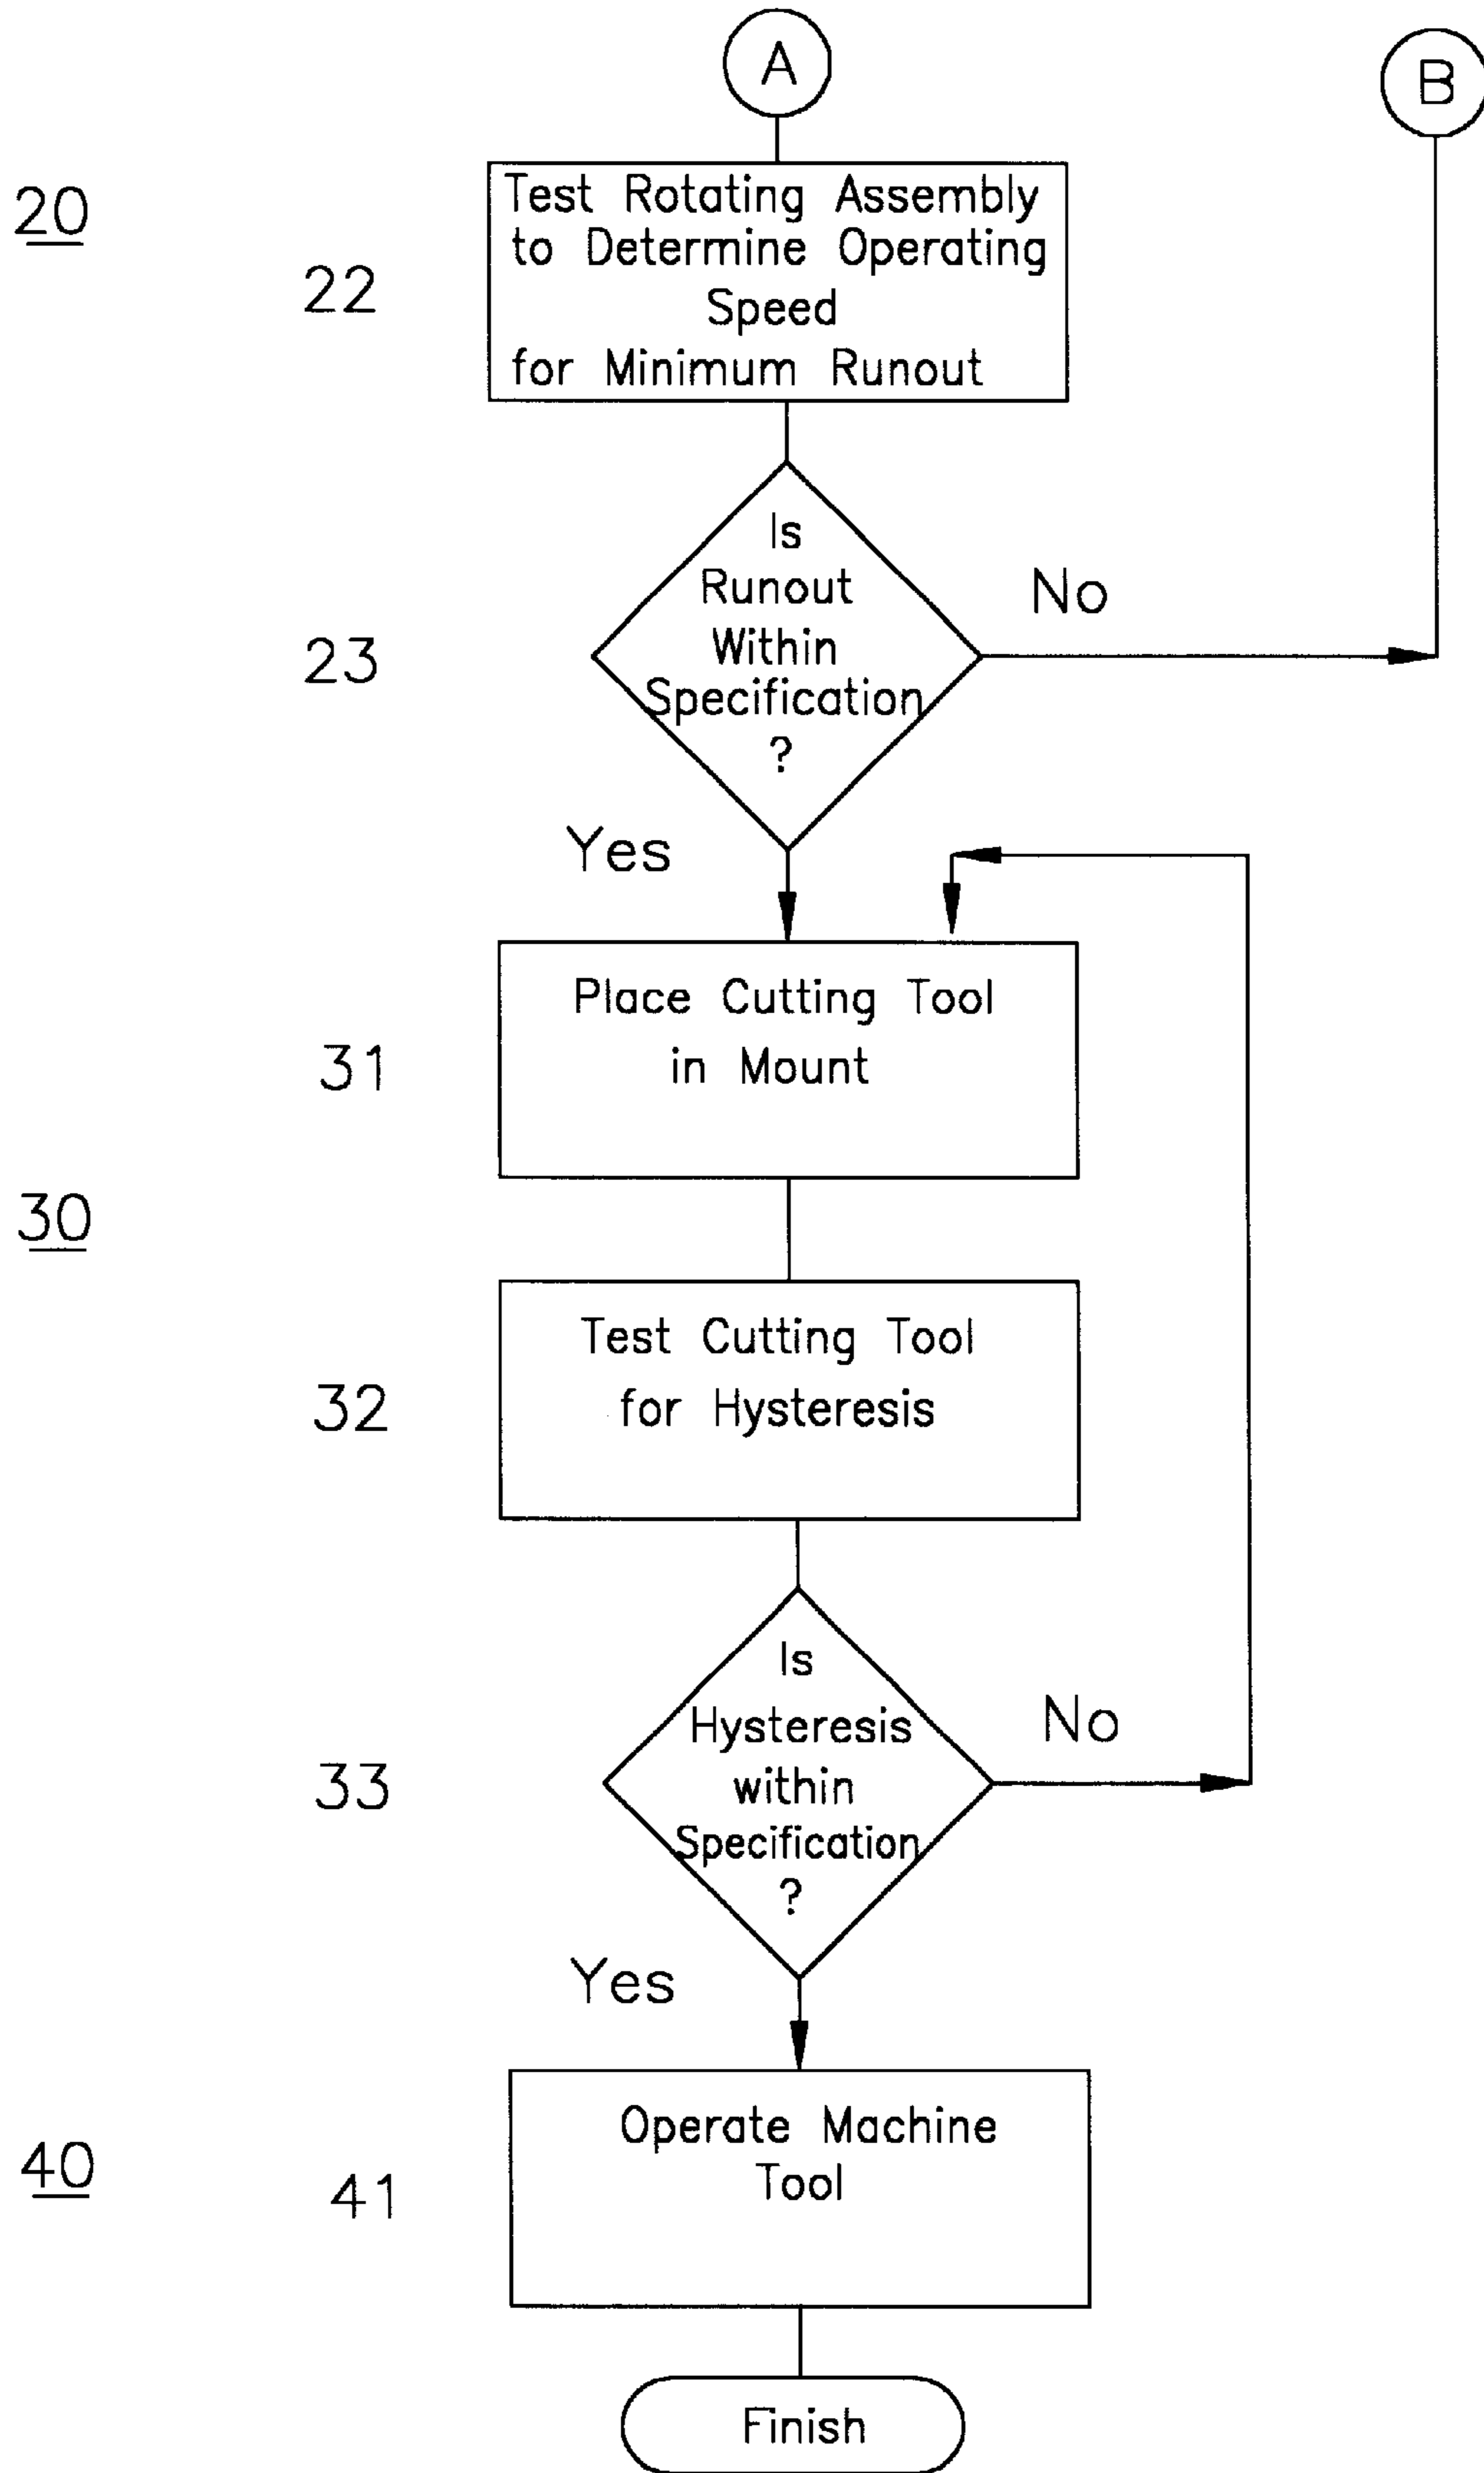 A
B
20
22
Test Rotating Assembly
to Determine Operating
Speed
for Minimum Runout
23
Is
Runout
Within
Specification
?
No
Yes
31
Place Cutting Tool
in Mount
30
32
Test Cutting Tool
for Hysteresis
33
Is
Hysteresis
within
Specification
?
No
Yes
40
41
Operate Machine
Tool
Finish